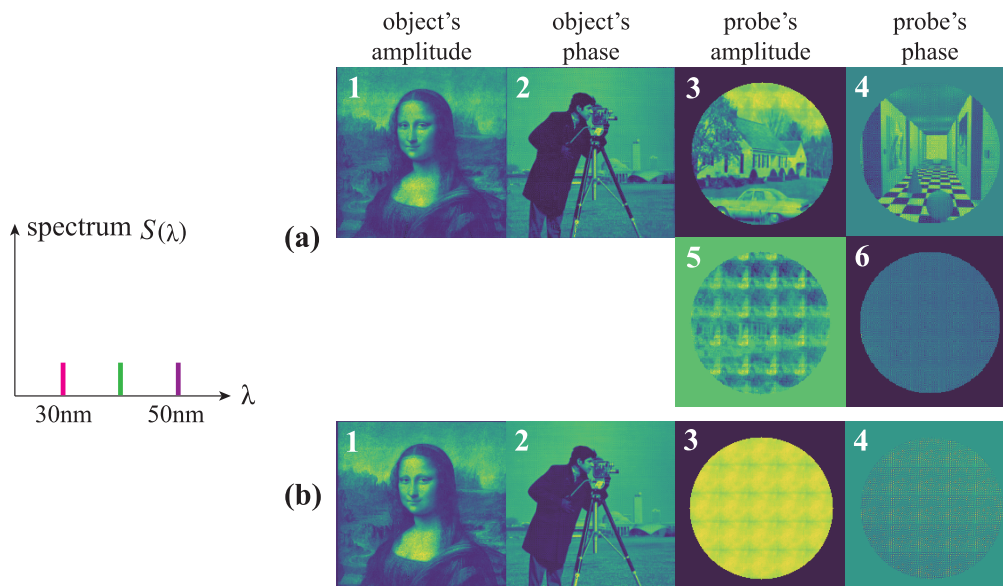 object's
amplitude
object's
phase
probe's
amplitude
probe's
phase
(a)
1
2
3
4
5
6
spectrum S(λ)
λ
30nm
50nm
(b)
1
2
3
4